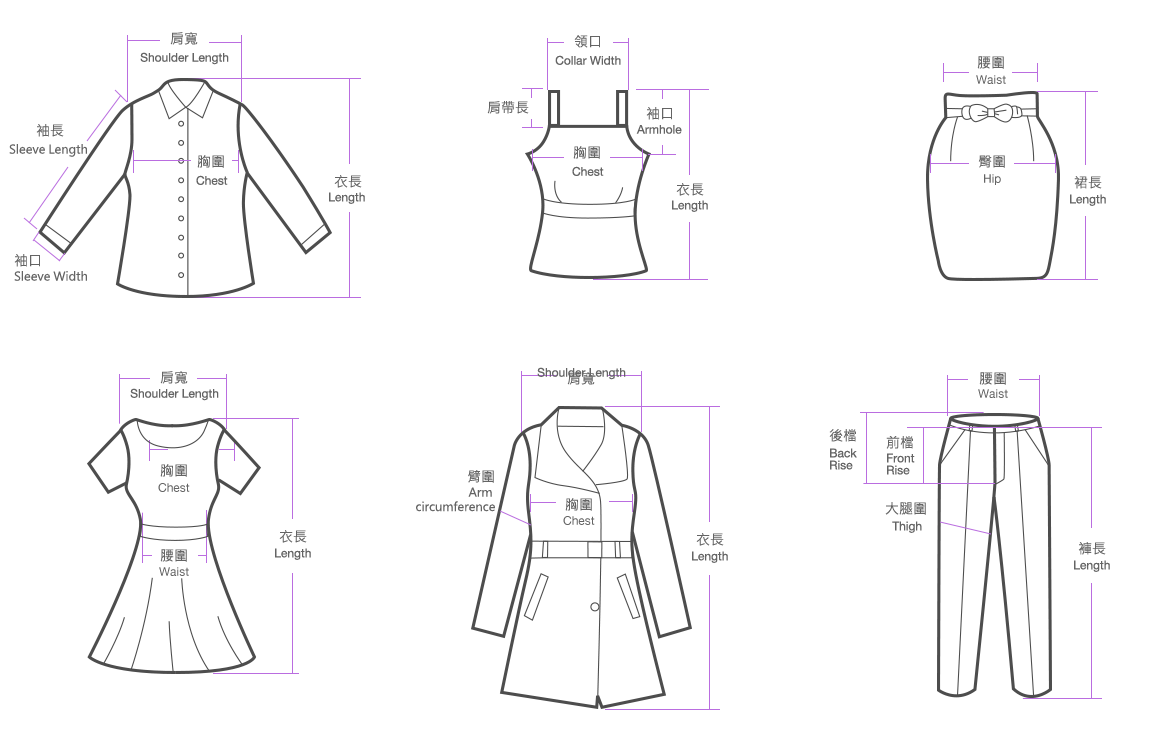 肩寬
Shoulder Length
袖長
Sleeve Length
胸圍
Chest
衣長
Length
袖口
Sleeve Width
領口
Collar Width
肩帶長
袖口
Armhole
胸圍
Chest
衣長
Length
腰圍
Waist
臀圍
Hip
裙長
Length
肩寬
Shoulder Length
胸圍
Chest
腰圍
Waist
衣長
Length
Shoulder Length
肩寬
臂圍
Arm
circumference
胸圍
Chest
衣長
Length
腰圍
Waist
後檔
Back
Rise
前檔
Front
Rise
大腿圍
Thigh
褲長
Length